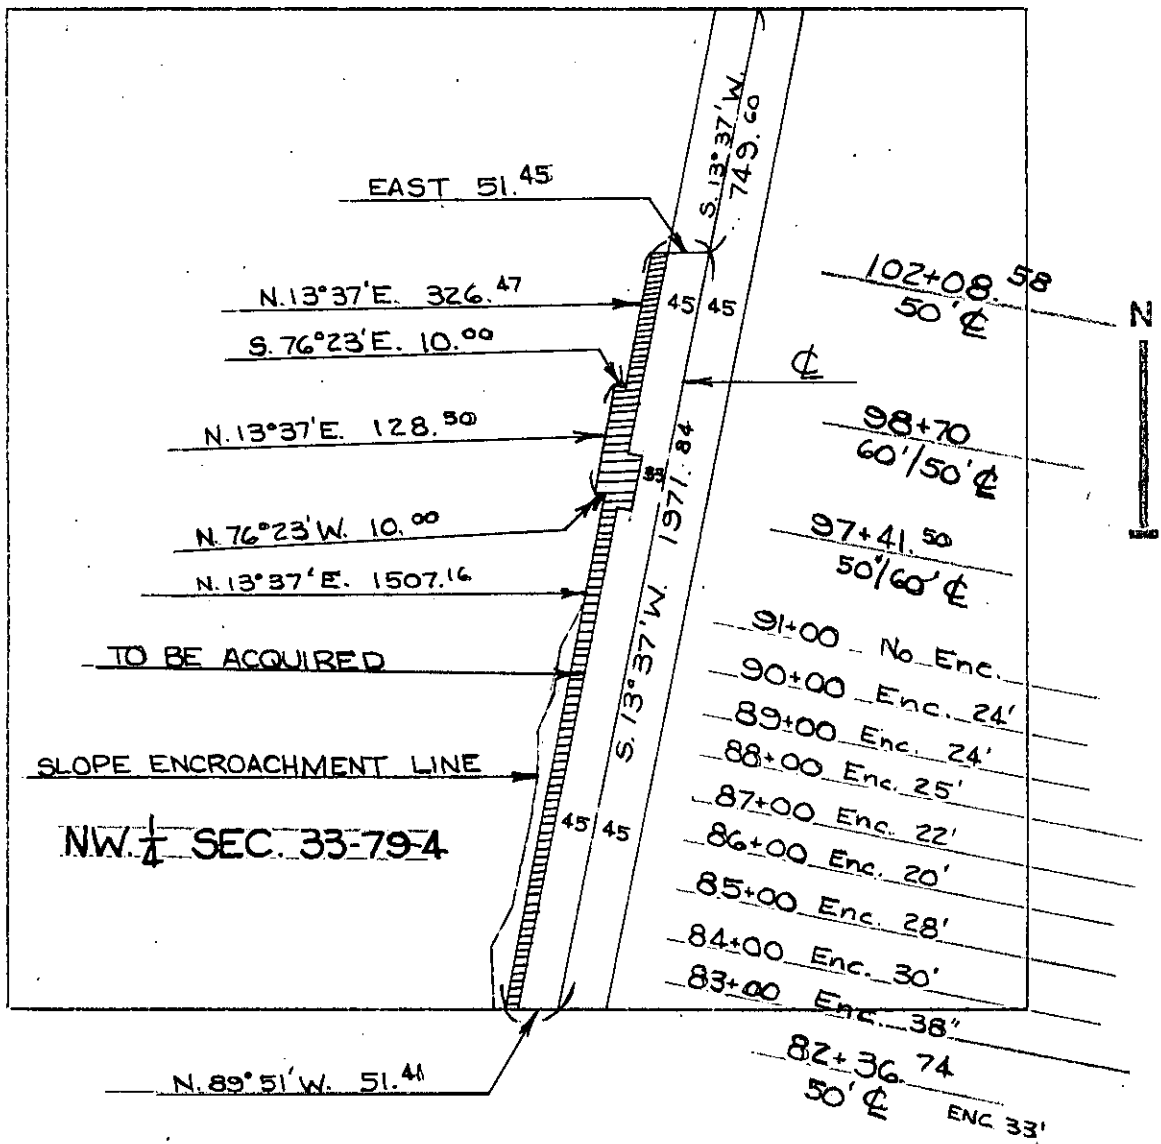 S. 13°37'W.
749.60
EAST 51.45
N. 13°37'E. 326.47
S. 76°23'E. 10.00
N. 13°37'E. 128.50
N. 76°23'W. 10.00
N. 13°37'E. 1507.16
TO BE ACQUIRED
SLOPE ENCROACHMENT LINE
NW. 1/4 SEC. 33-79-4
N. 89°51'W. 51.41
45 45
℄
33
S. 13°37'W. 1971.84
45 45
102+08.58
50' ℄
N
98+70
60'/50' ℄
97+41.50
50'/60' ℄
91+00 No Enc.
90+00 Enc. 24'
89+00 Enc. 24'
88+00 Enc. 25'
87+00 Enc. 22'
86+00 Enc. 20'
85+00 Enc. 28'
84+00 Enc. 30'
83+00 Enc. 38"
82+36.74
50' ℄ ENC 33'